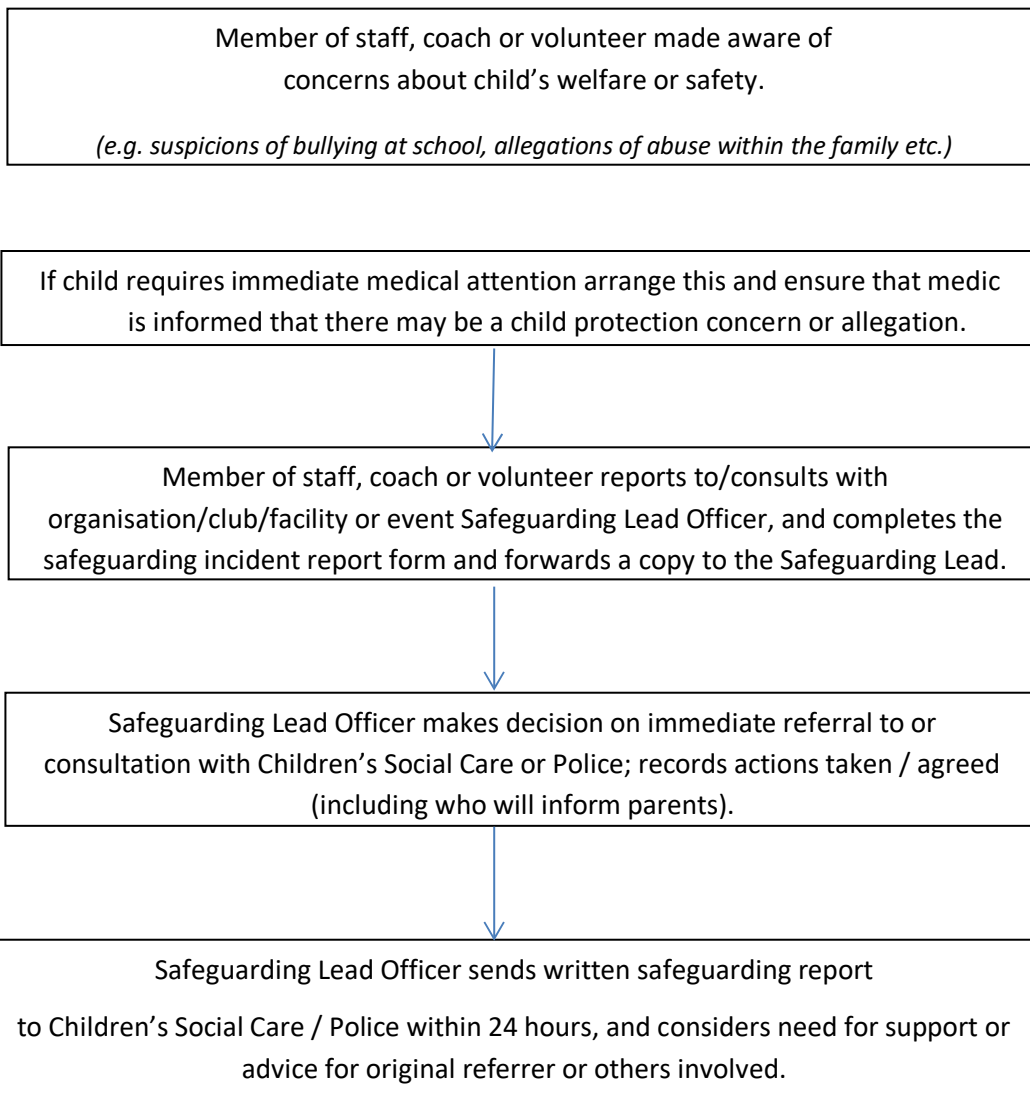 Member of staff, coach or volunteer made aware of
concerns about child’s welfare or safety.
(e.g. suspicions of bullying at school, allegations of abuse within the family etc.)
If child requires immediate medical attention arrange this and ensure that medic
is informed that there may be a child protection concern or allegation.
Member of staff, coach or volunteer reports to/consults with
organisation/club/facility or event Safeguarding Lead Officer, and completes the
safeguarding incident report form and forwards a copy to the Safeguarding Lead.
Safeguarding Lead Officer makes decision on immediate referral to or
consultation with Children’s Social Care or Police; records actions taken / agreed
(including who will inform parents).
Safeguarding Lead Officer sends written safeguarding report
to Children’s Social Care / Police within 24 hours, and considers need for support or
advice for original referrer or others involved.